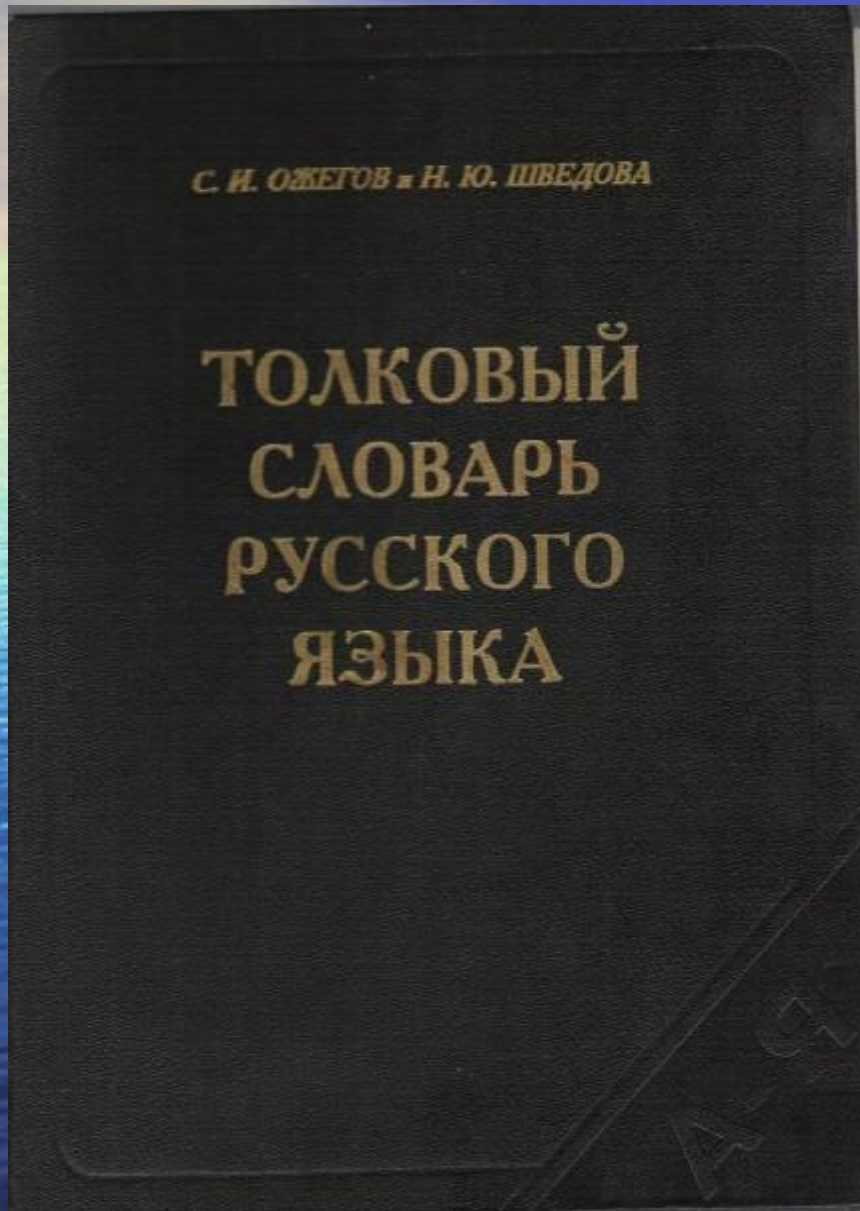 С. И. ОЖЕГОВ и Н. Ю. ШВЕДОВА
ТОЛКОВЫЙ
СЛОВАРЬ
РУССКОГО
ЯЗЫКА
А-Я